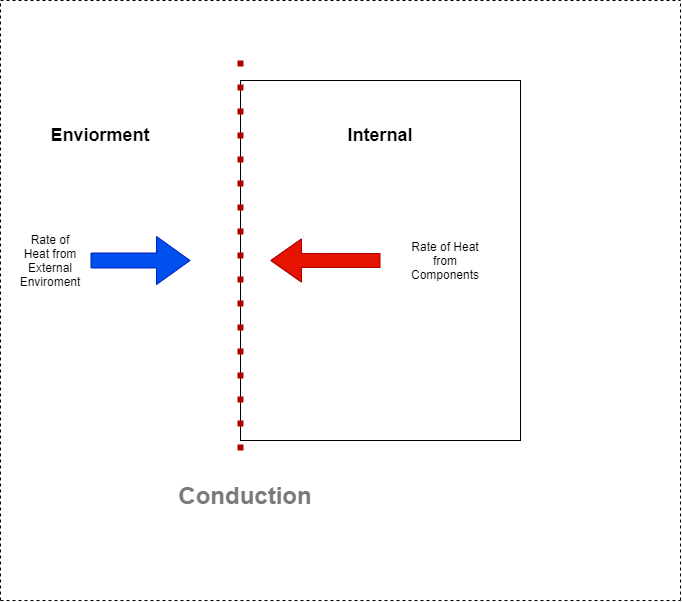 Enviorment
Internal
Rate of
Heat from
External
Enviroment
Rate of Heat
from
Components
Conduction